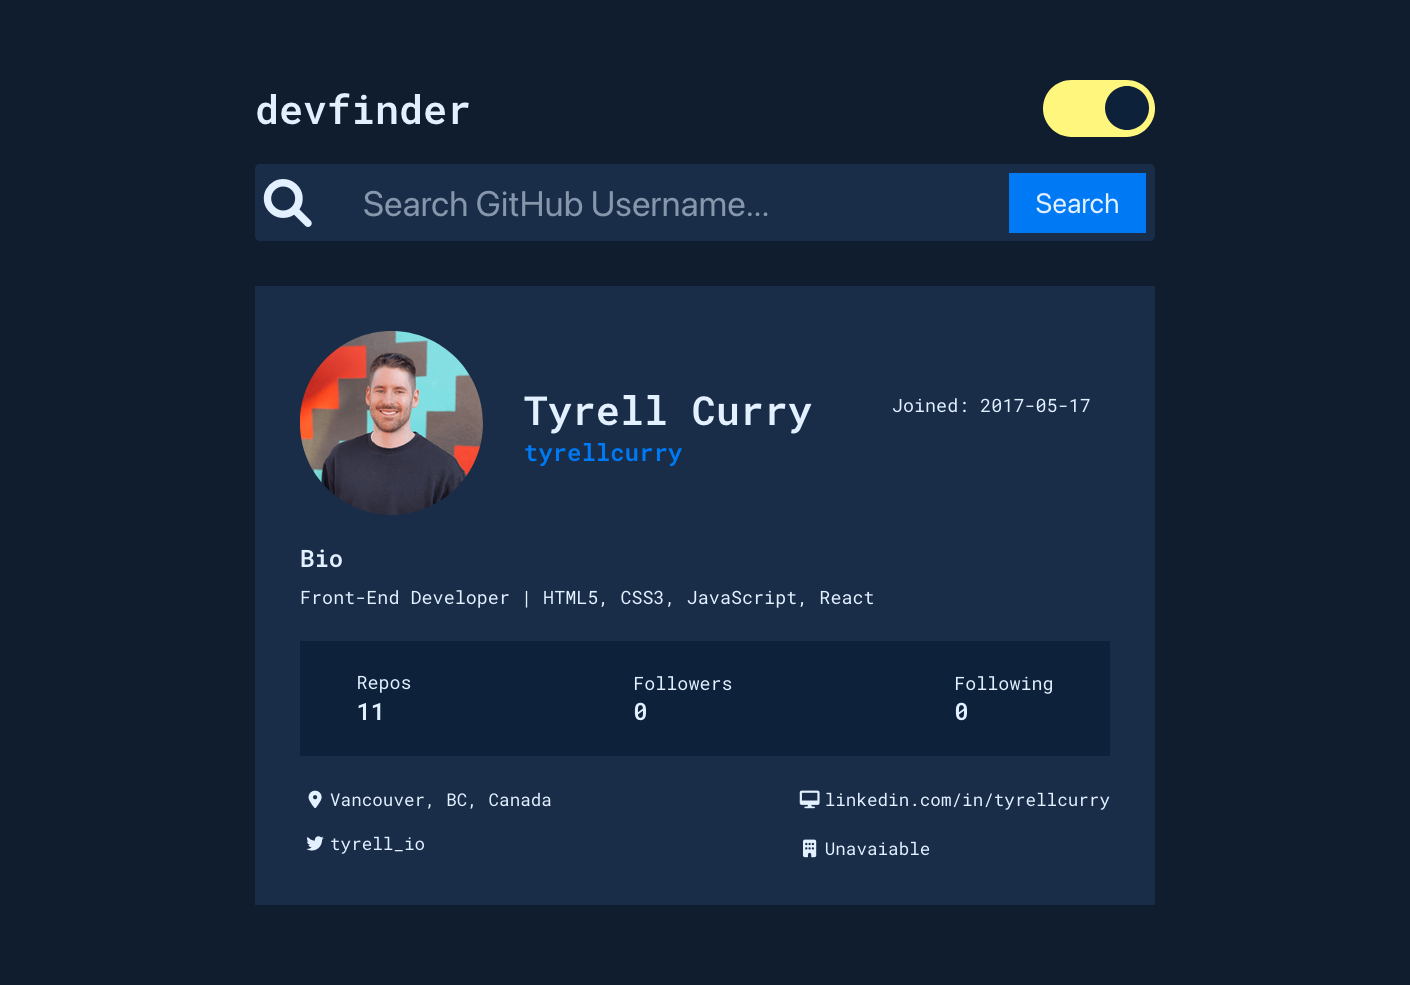 devfinder
Search GitHub Username...
Search
Tyrell Curry
tyrellcurry
Joined: 2017-05-17
Bio
Front-End Developer | HTML5, CSS3, JavaScript, React
Repos
11
Followers
0
Following
0
Vancouver, BC, Canada
tyrell_io
linkedin.com/in/tyrellcurry
Unavaiable